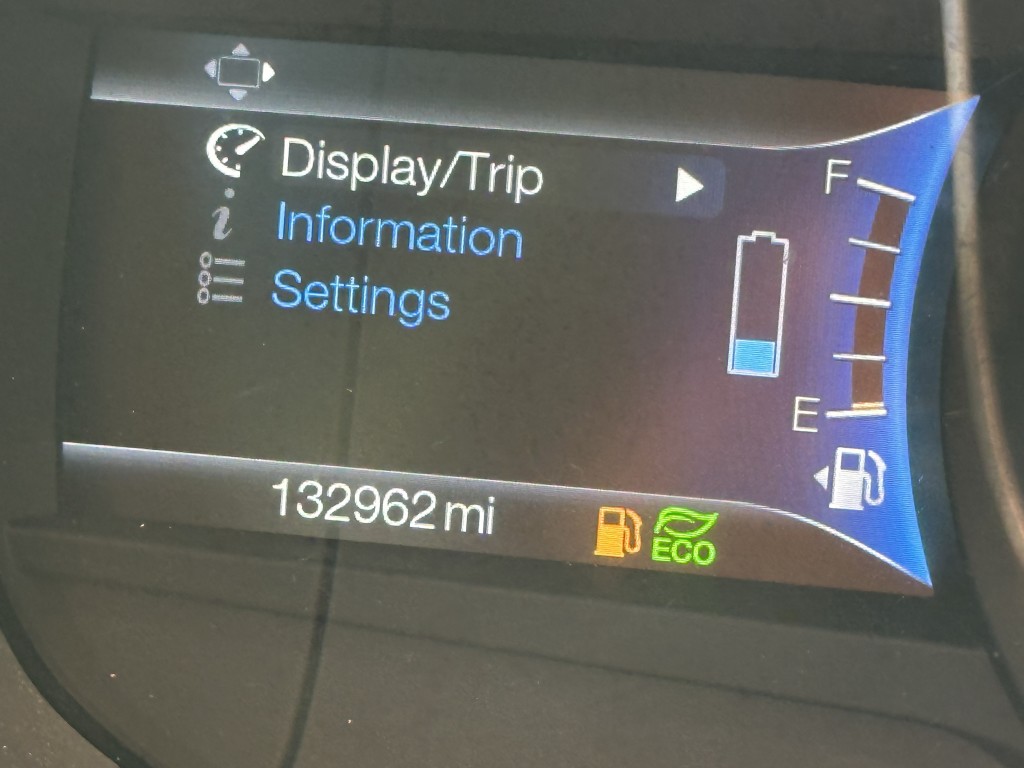 Display/Trip
Information
Settings
F
E
132962 mi
ECO